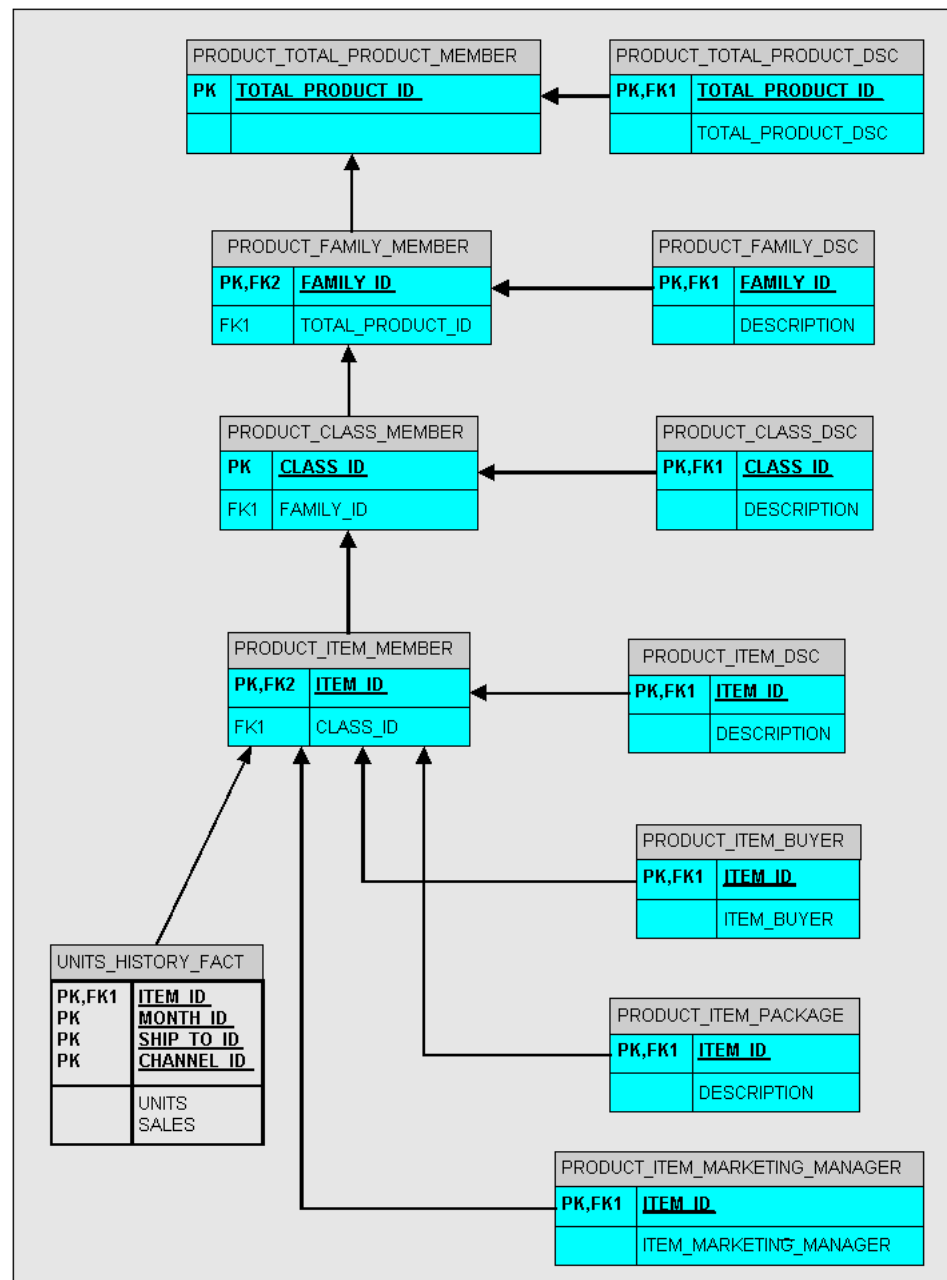 PRODUCT_TOTAL_PRODUCT_MEMBER
PK TOTAL_PRODUCT_ID
PRODUCT_TOTAL_PRODUCT_DSC
PK,FK1 TOTAL_PRODUCT_ID
TOTAL_PRODUCT_DSC
PRODUCT_FAMILY_MEMBER
PK,FK2 FAMILY_ID
FK1 TOTAL_PRODUCT_ID
PRODUCT_FAMILY_DSC
PK,FK1 FAMILY_ID
DESCRIPTION
PRODUCT_CLASS_MEMBER
PK CLASS_ID
FK1 FAMILY_ID
PRODUCT_CLASS_DSC
PK,FK1 CLASS_ID
DESCRIPTION
PRODUCT_ITEM_MEMBER
PK,FK2 ITEM_ID
FK1 CLASS_ID
PRODUCT_ITEM_DSC
PK,FK1 ITEM_ID
DESCRIPTION
PRODUCT_ITEM_BUYER
PK,FK1 ITEM_ID
ITEM_BUYER
UNITS_HISTORY_FACT
PK,FK1 ITEM_ID
PK MONTH_ID
PK SHIP_TO_ID
PK CHANNEL_ID
UNITS
SALES
PRODUCT_ITEM_PACKAGE
PK,FK1 ITEM_ID
DESCRIPTION
PRODUCT_ITEM_MARKETING_MANAGER
PK,FK1 ITEM_ID
ITEM_MARKETING_MANAGER